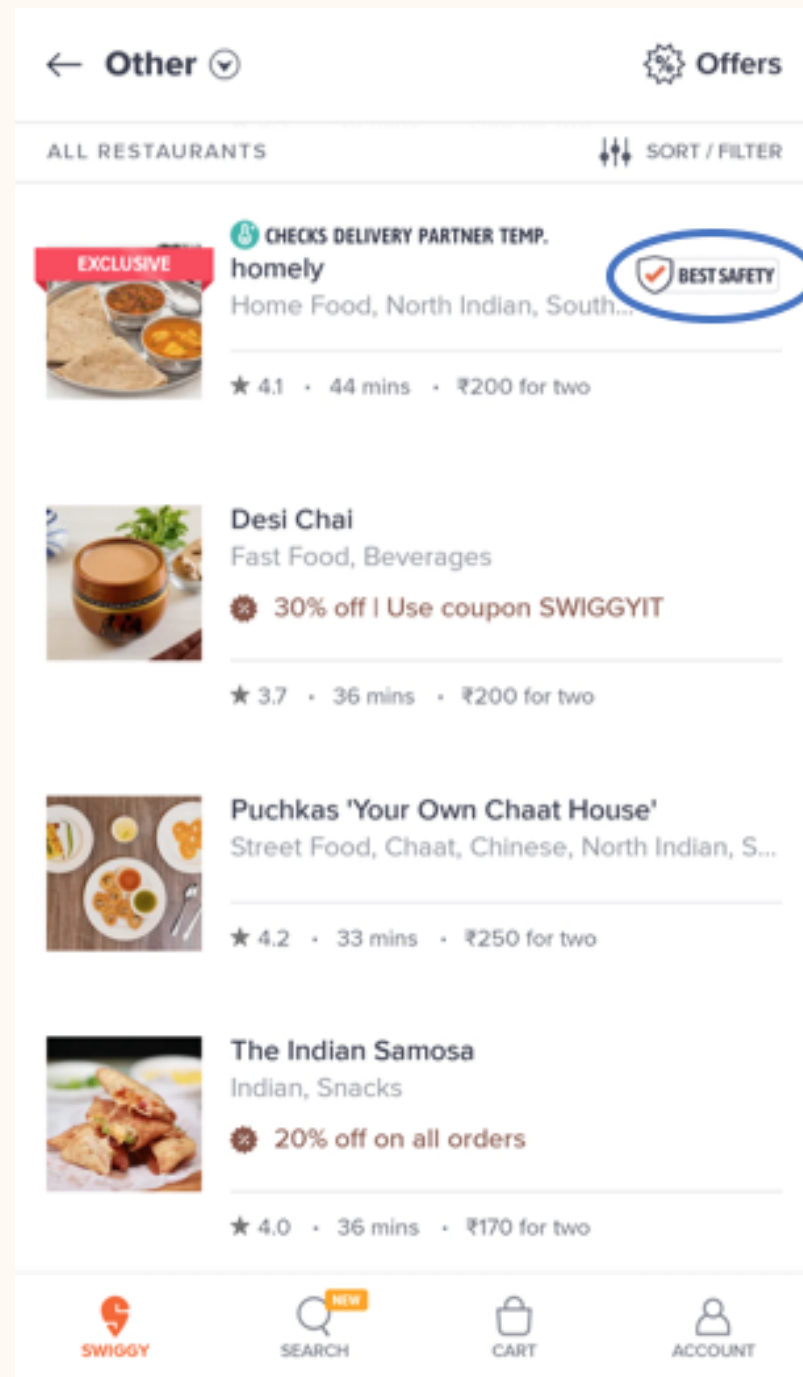 Other
Offers
ALL RESTAURANTS
SORT / FILTER
CHECKS DELIVERY PARTNER TEMP.
EXCLUSIVE
homely
BEST SAFETY
Home Food, North Indian, South...
★ 4.1 · 44 mins · ₹200 for two
Desi Chai
Fast Food, Beverages
30% off | Use coupon SWIGGYIT
★ 3.7 · 36 mins · ₹200 for two
Puchkas 'Your Own Chaat House'
Street Food, Chaat, Chinese, North Indian, S...
★ 4.2 · 33 mins · ₹250 for two
The Indian Samosa
Indian, Snacks
20% off on all orders
★ 4.0 · 36 mins · ₹170 for two
NEW
SWIGGY
SEARCH
CART
ACCOUNT